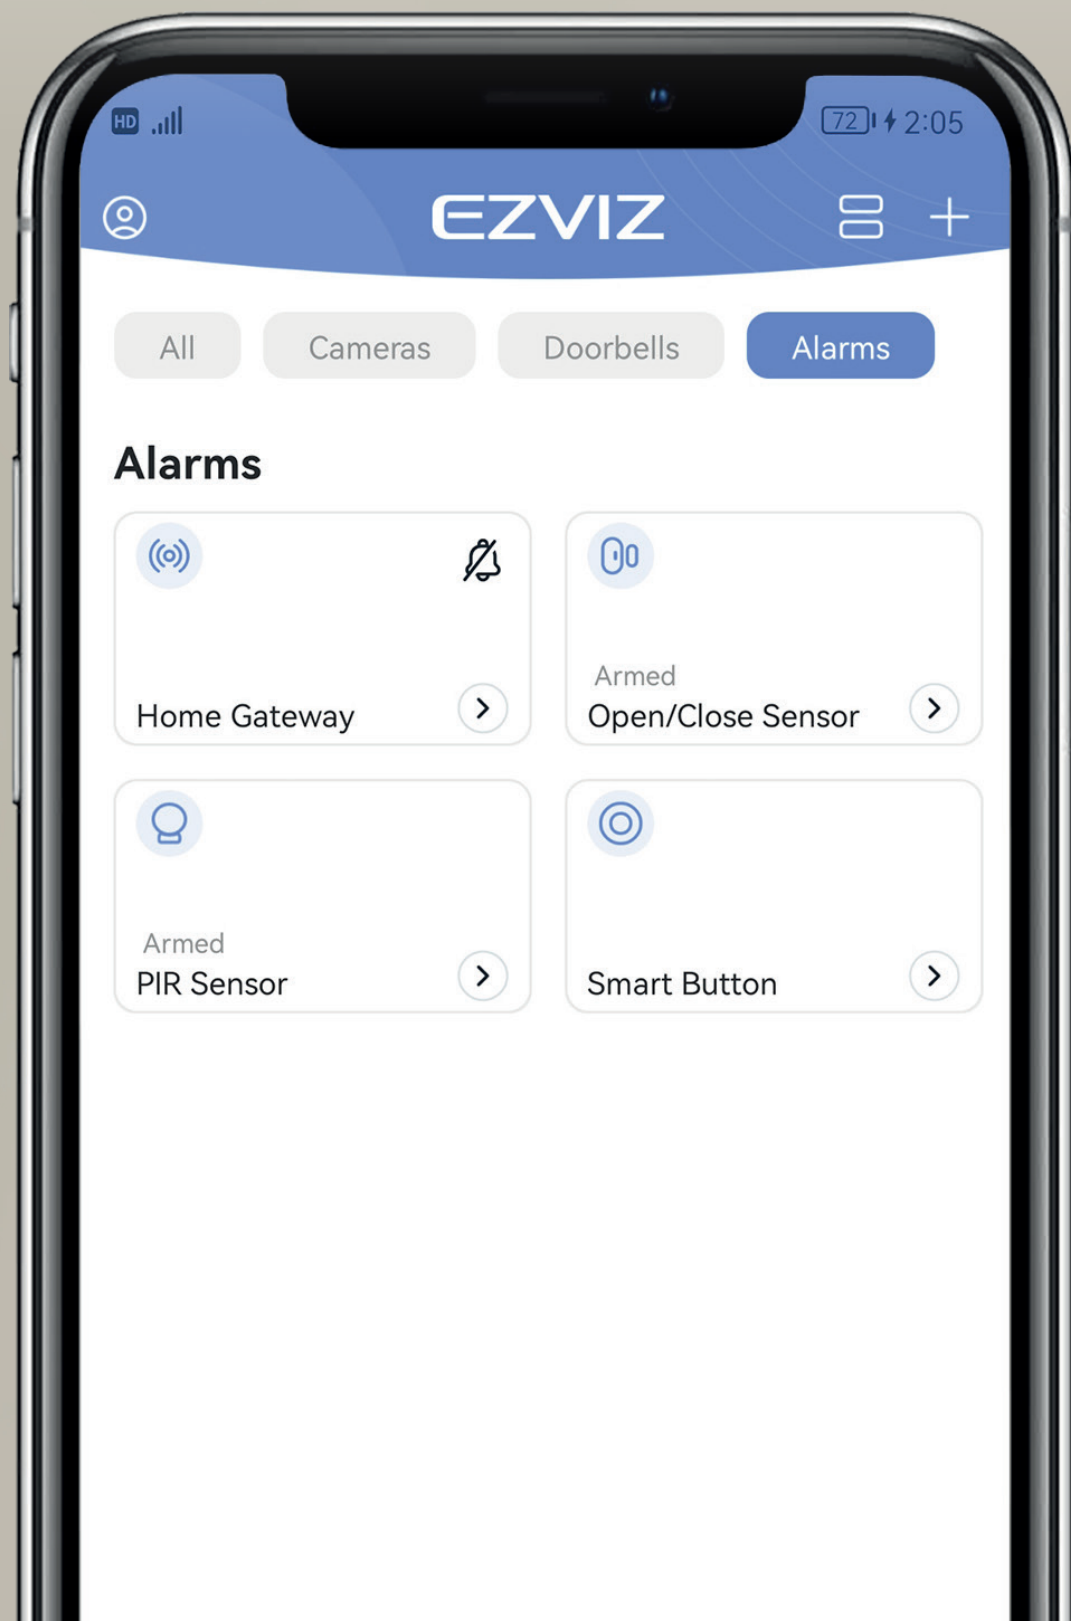 HD 72 2:05
EZVIZ
All Cameras Doorbells Alarms
Alarms
Home Gateway
Armed
Open/Close Sensor
Armed
PIR Sensor
Smart Button